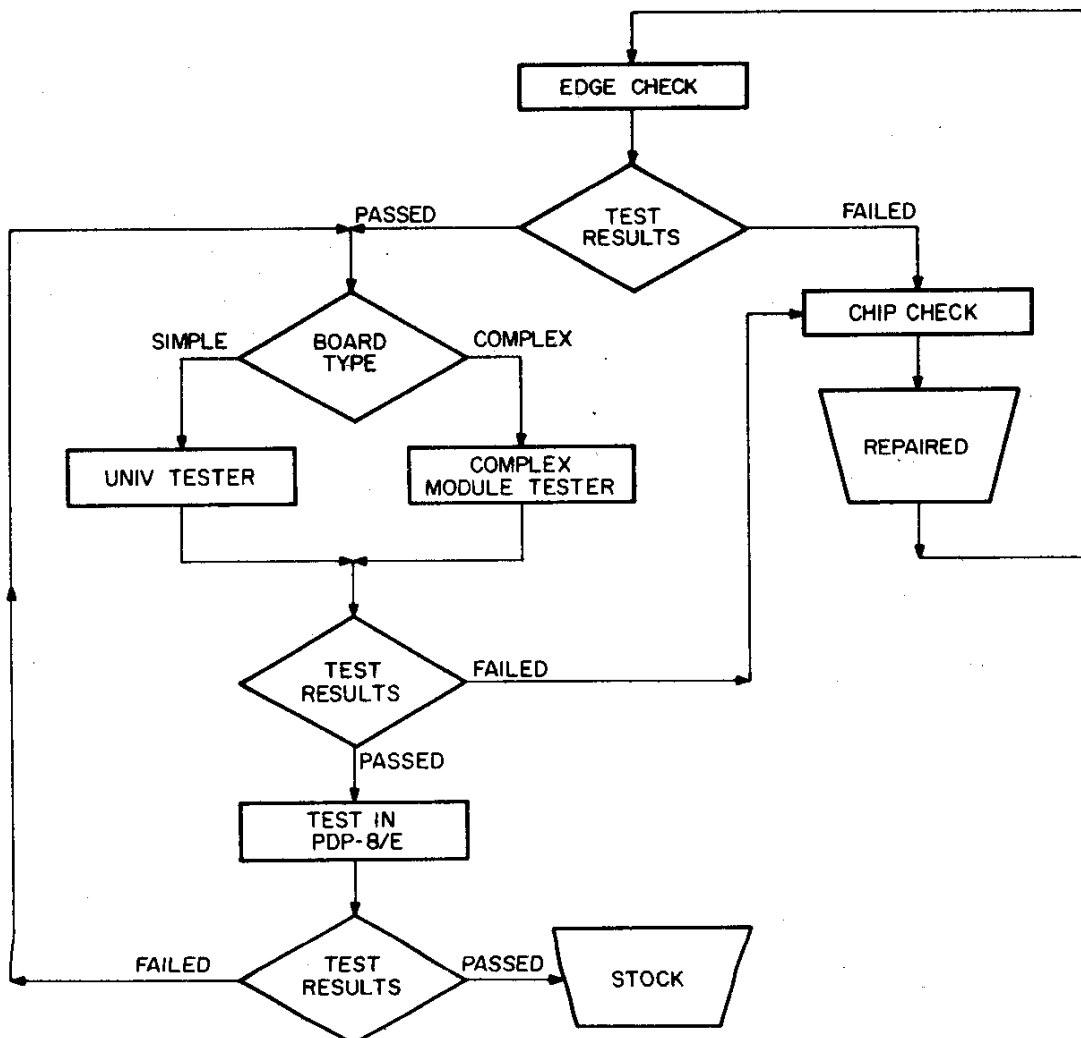 EDGE CHECK
TEST
RESULTS
PASSED
FAILED
CHIP CHECK
REPAIRED
BOARD
TYPE
SIMPLE
COMPLEX
UNIV TESTER
COMPLEX
MODULE TESTER
TEST
RESULTS
FAILED
PASSED
TEST IN
PDP-8/E
TEST
RESULTS
FAILED
PASSED
STOCK